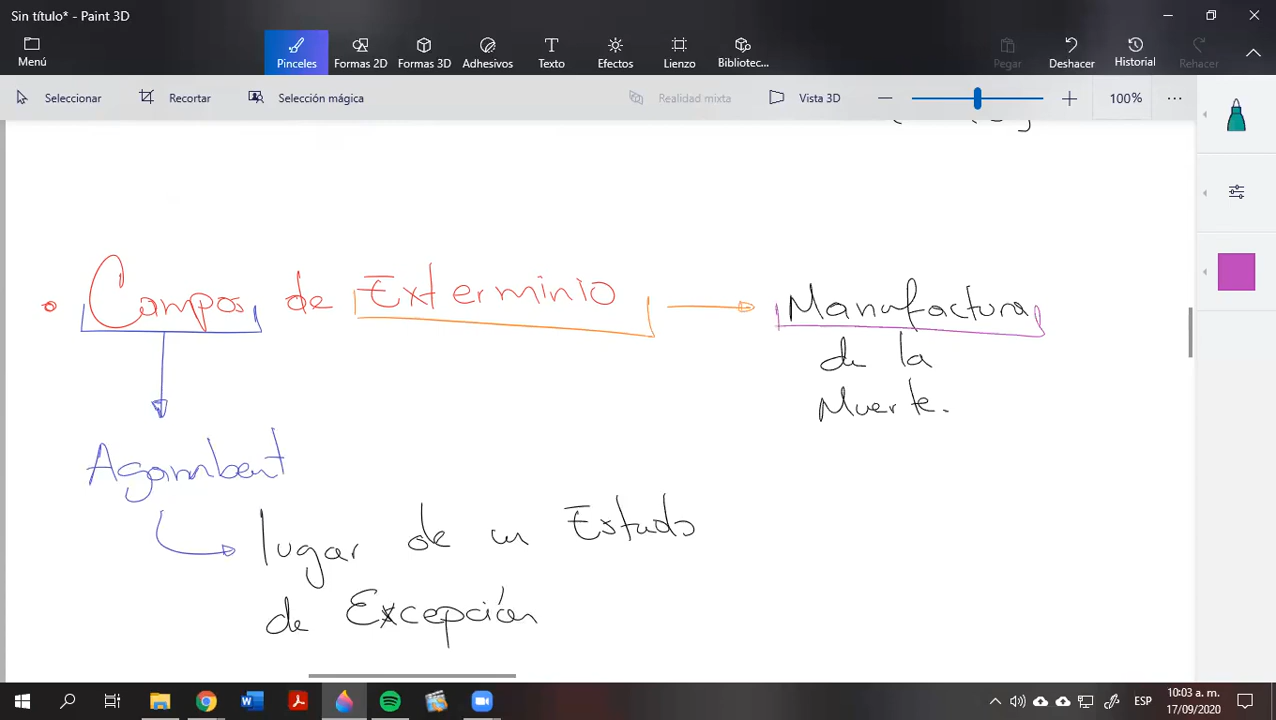 Sin título* - Paint 3D
Menú
Pinceles
Formas 2D
Formas 3D
Adhesivos
Texto
Efectos
Lienzo
Bibliotec...
Pegar
Deshacer
Historial
Rehacer
Seleccionar
Recortar
Selección mágica
Realidad mixta
Vista 3D
100%
Campos de Exterminio
Manufactura
de la
Muerte.
Agambent
lugar de un Estado
de Excepción
ESP
10:03 a. m.
17/09/2020